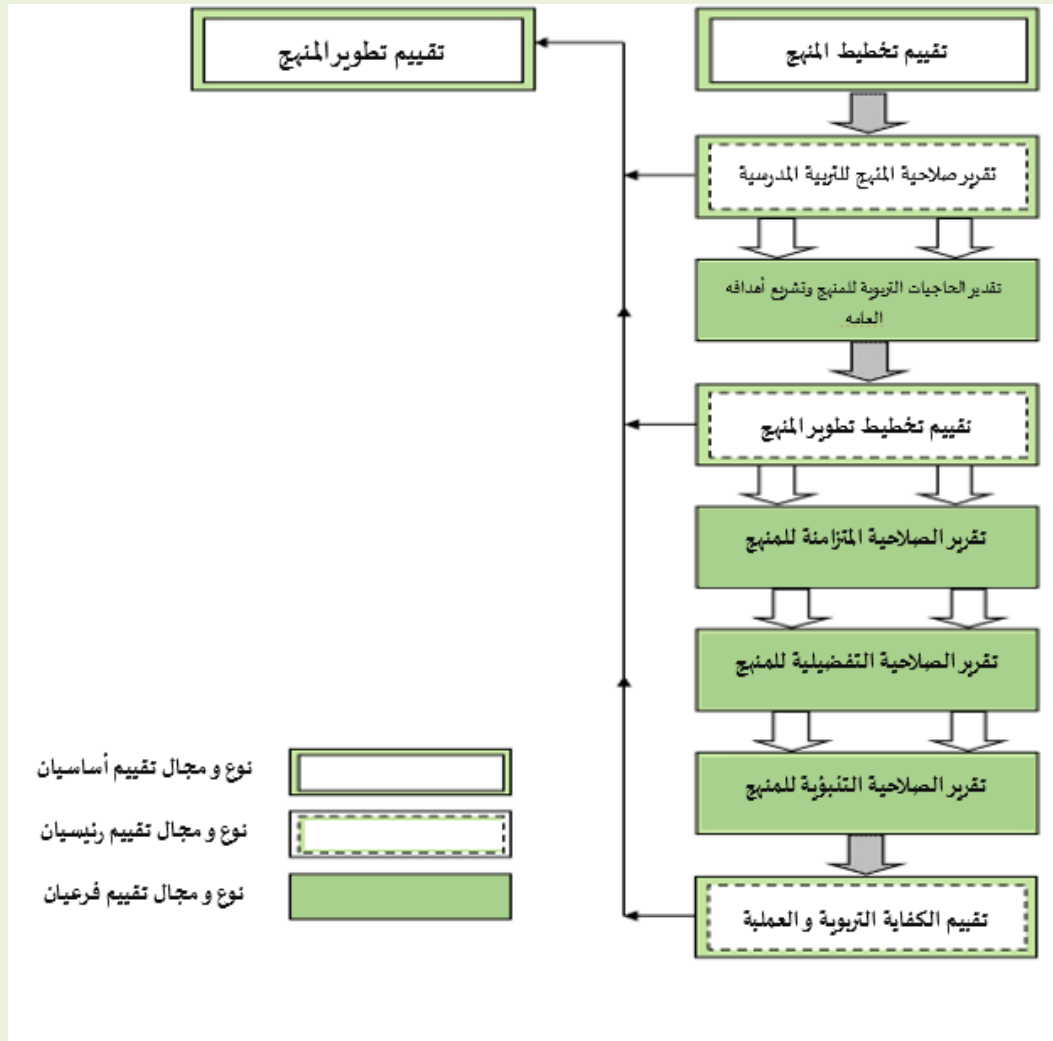 تقييم تخطيط المنهج
تقييم تطوير المنهج
تقرير صلاحية المنهج للتربية المدرسية
تقدير الحاجيات التربوية للمنهج وتشريع أهدافه
العامه
تقييم تخطيط تطوير المنهج
تقرير الصلاحية المتزامنة للمنهج
تقرير الصلاحية التفضيلية للمنهج
تقرير الصلاحية التنبؤية للمنهج
تقييم الكفاية التربوية و العملية
نوع و مجال تقييم أساسيان
نوع و مجال تقييم رئيسيان
نوع و مجال تقييم فرعيان